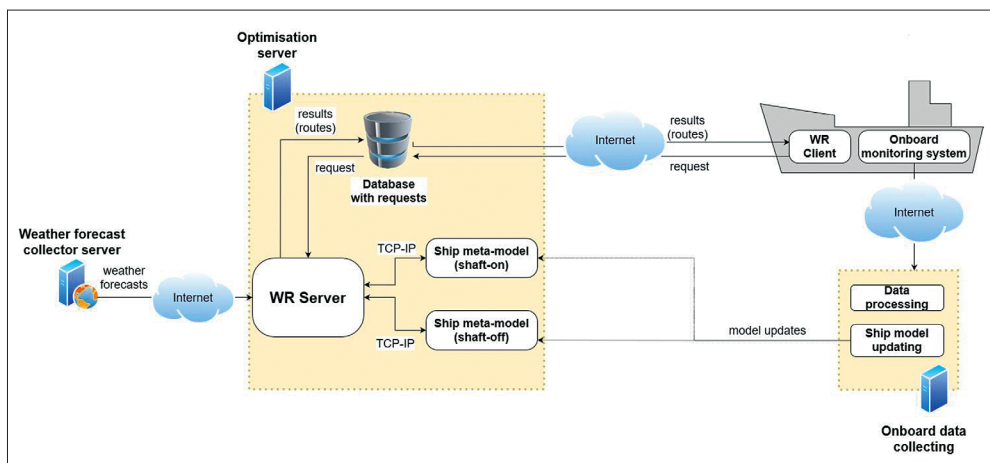 Optimisation
server
results
(routes)
request
Database
with requests
Internet
results
(routes)
request
WR
Client
Onboard
monitoring system
Internet
Weather forecast
collector server
weather
forecasts
Internet
WR Server
TCP-IP
Ship meta-model
(shaft-on)
TCP-IP
Ship meta-model
(shaft-off)
model updates
Data
processing
Ship model
updating
Onboard data
collecting